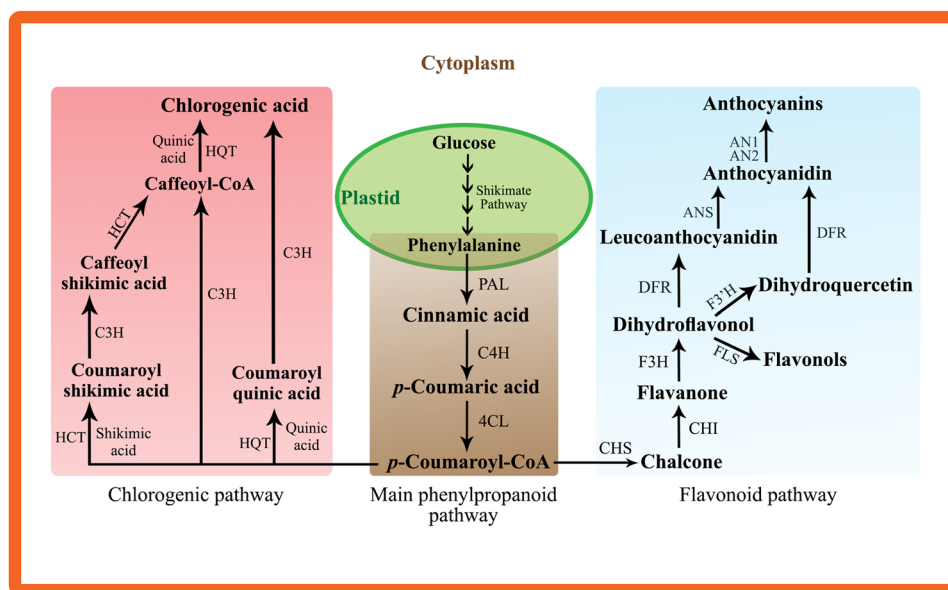 Cytoplasm
Chlorogenic acid
Quinic
acid
HQT
Caffeoyl-CoA
HCT
Caffeoyl
shikimic acid
C3H
C3H
C3H
Coumaroyl
shikimic acid
Coumaroyl
quinic acid
HCT
Shikimic
acid
HQT
Quinic
acid
Chlorogenic pathway
Glucose
Plastid
Shikimate
Pathway
Phenylalanine
PAL
Cinnamic acid
C4H
p-Coumaric acid
4CL
p-Coumaroyl-CoA
Main phenylpropanoid
pathway
Anthocyanins
AN1
AN2
Anthocyanidin
ANS
Leucoanthocyanidin
DFR
DFR
F3'H
Dihydroquercetin
Dihydroflavonol
FLS
Flavonols
F3H
Flavanone
CHI
CHS
Chalcone
Flavonoid pathway